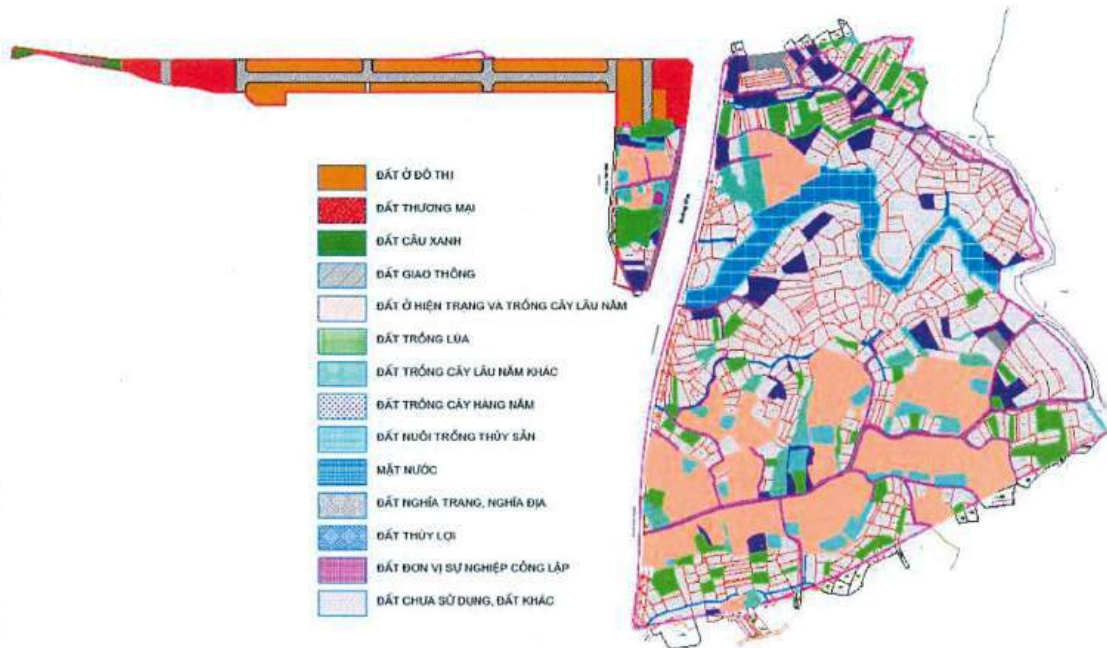 ĐẤT Ở ĐÔ THỊ
ĐẤT THƯƠNG MẠI
ĐẤT CÂU XANH
ĐẤT GIAO THÔNG
ĐẤT Ở HIỆN TRẠNG VÀ TRỒNG CÂY LÂU NĂM
ĐẤT TRỒNG LÚA
ĐẤT TRỒNG CÂY LÂU NĂM KHÁC
ĐẤT TRỒNG CÂY HÀNG NĂM
ĐẤT NUÔI TRỒNG THỦY SẢN
MẶT NƯỚC
ĐẤT NGHĨA TRANG, NGHĨA ĐỊA
ĐẤT THỦY LỢI
ĐẤT ĐƠN VỊ SỰ NGHIỆP CÔNG LẬP
ĐẤT CHƯA SỬ DỤNG, ĐẤT KHÁC